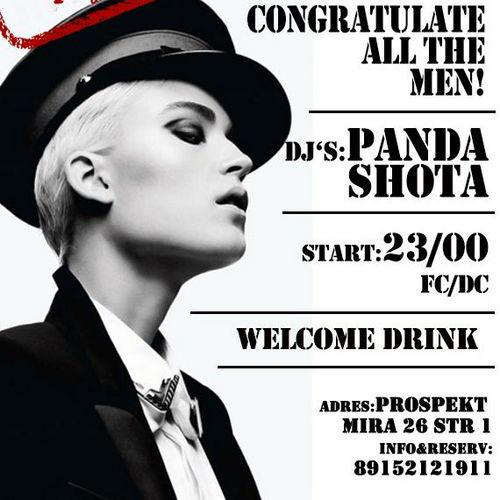 CONGRATULATE
ALL THE
MEN!
DJ'S:PANDA
SHOTA
START:23/00
FC/DC
WELCOME DRINK
ADRES:PROSPEKT
MIRA 26 STR 1
INFO&RESERV:
89152121911